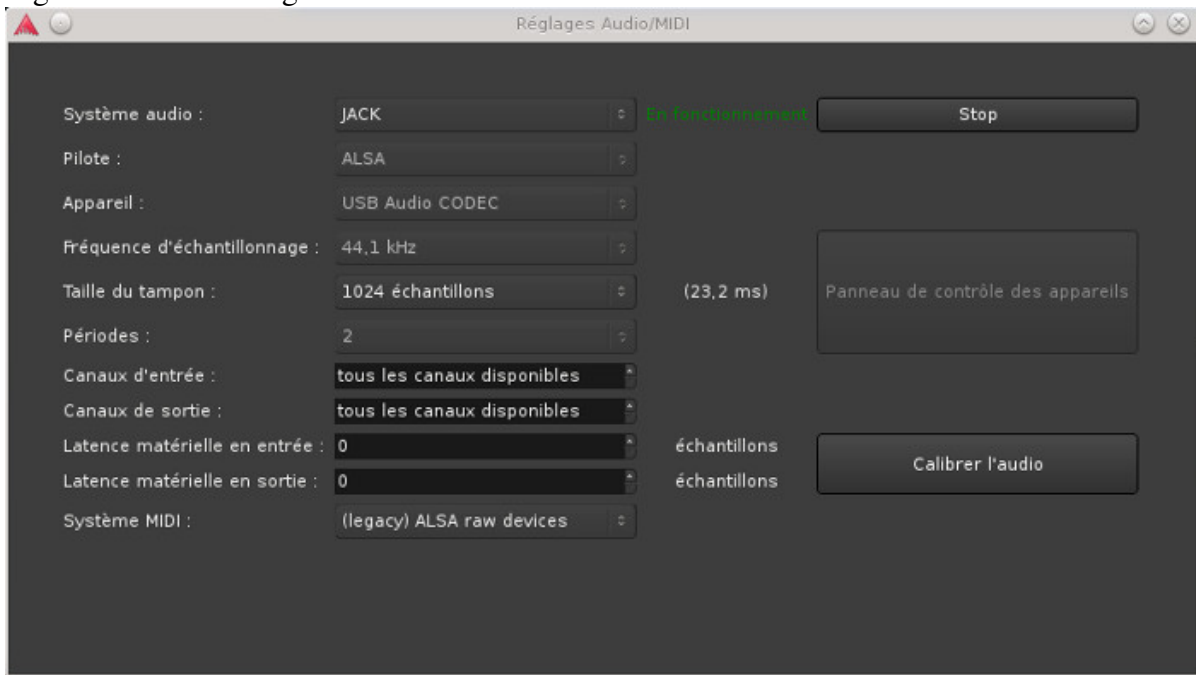 Réglages Audio/MIDI
Système audio : JACK En fonctionnement Stop
Pilote : ALSA
Appareil : USB Audio CODEC
Fréquence d'échantillonnage : 44,1 kHz
Taille du tampon : 1024 échantillons (23,2 ms) Panneau de contrôle des appareils
Périodes : 2
Canaux d'entrée : tous les canaux disponibles
Canaux de sortie : tous les canaux disponibles
Latence matérielle en entrée : 0 échantillons
Calibrer l'audio
Latence matérielle en sortie : 0 échantillons
Système MIDI : (legacy) ALSA raw devices